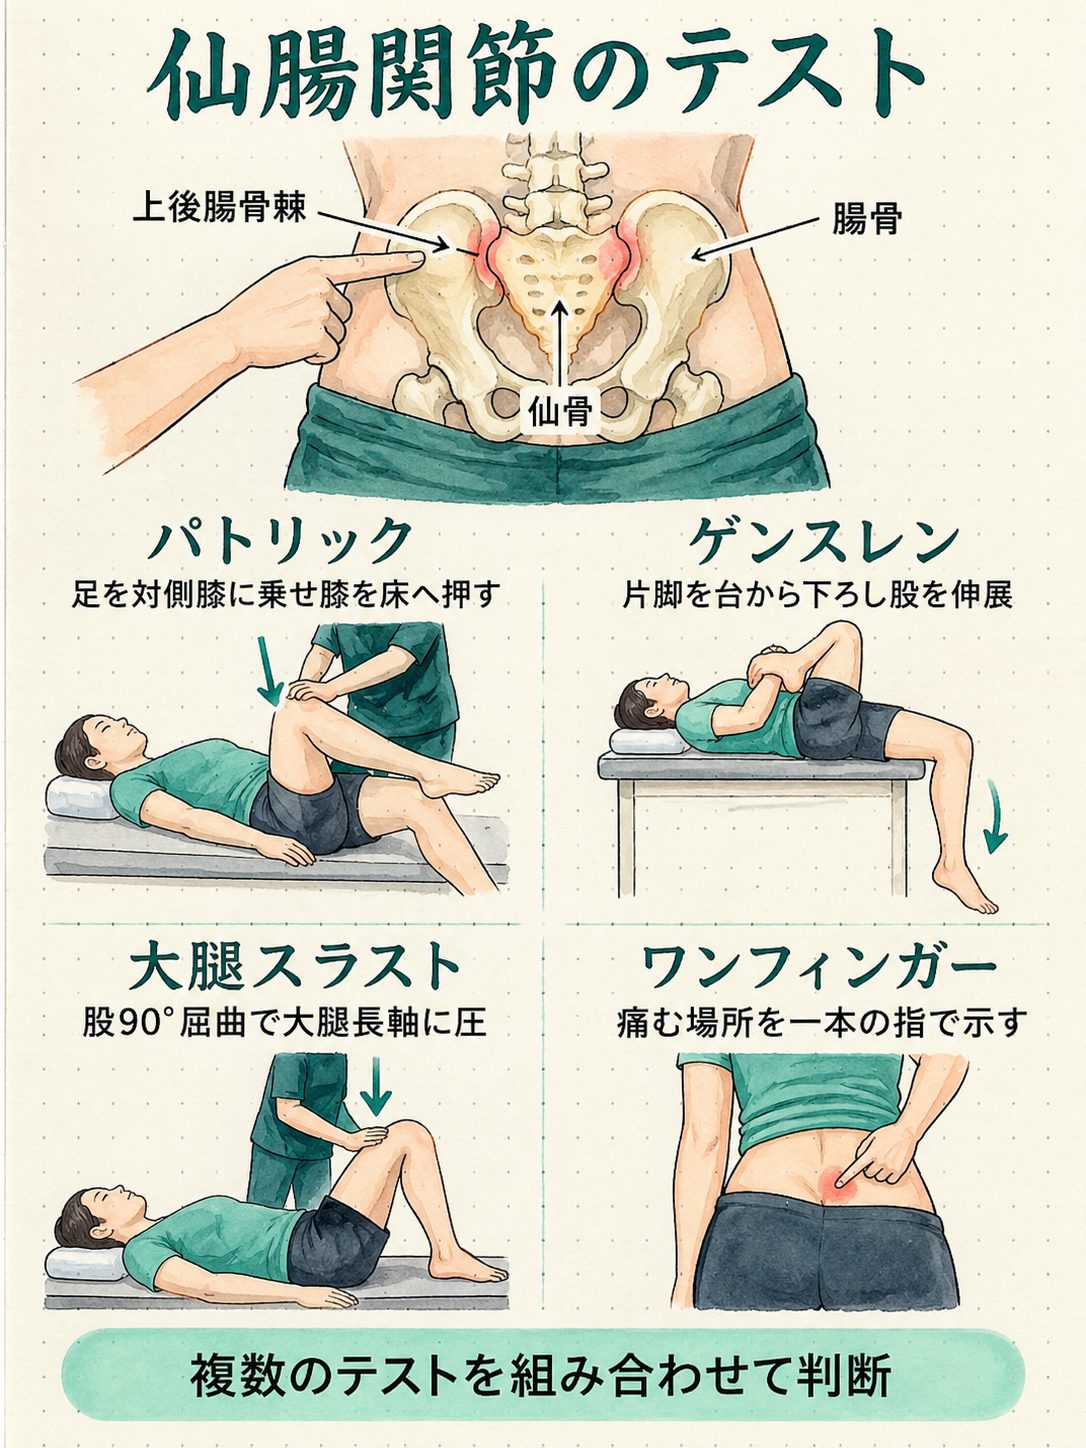 仙腸関節のテスト
上後腸骨棘
腸骨
仙骨
パトリック
足を対側膝に乗せ膝を床へ押す
ゲンスレン
片脚を台から下ろし股を伸展
大腿スラスト
股90°屈曲で大腿長軸に圧
ワンフィンガー
痛む場所を一本の指で示す
複数のテストを組み合わせて判断